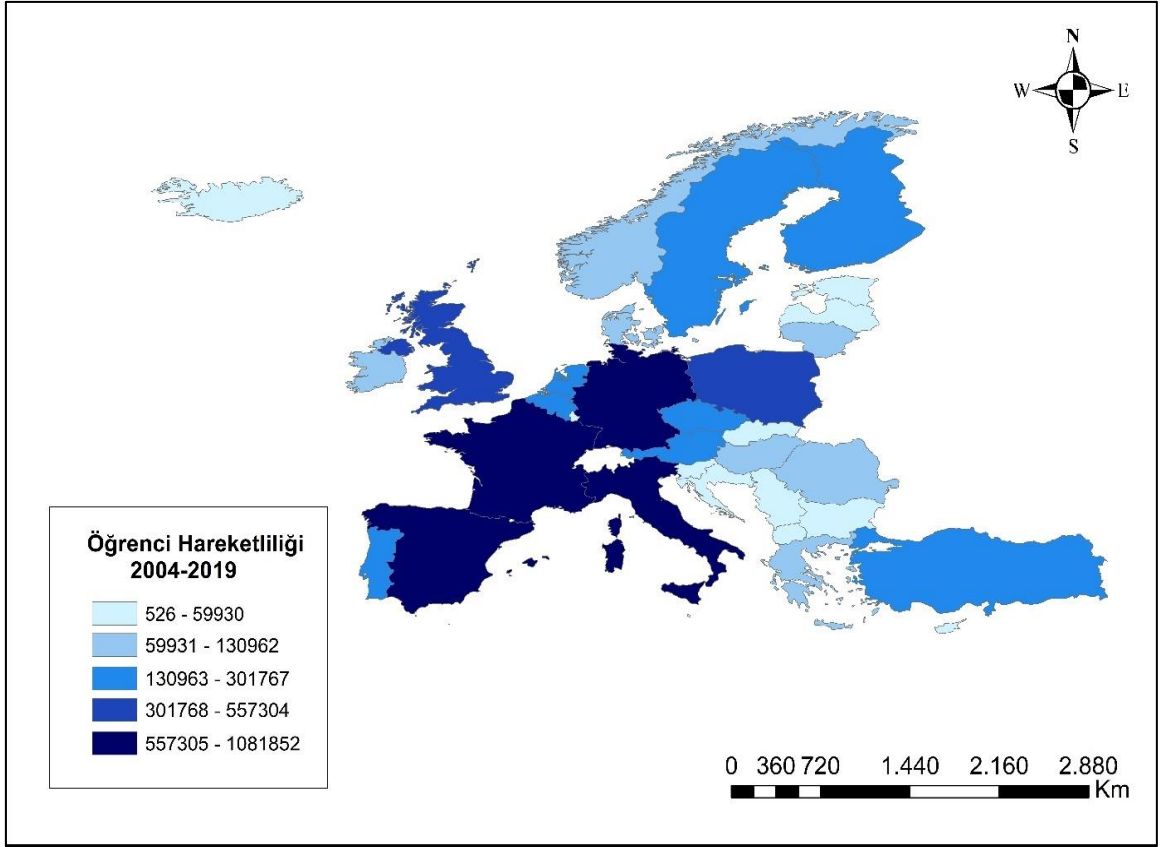 N
W E
S
Öğrenci Hareketliliği
2004-2019
526 - 59930
59931 - 130962
130963 - 301767
301768 - 557304
557305 - 1081852
0 360 720 1.440 2.160 2.880
Km